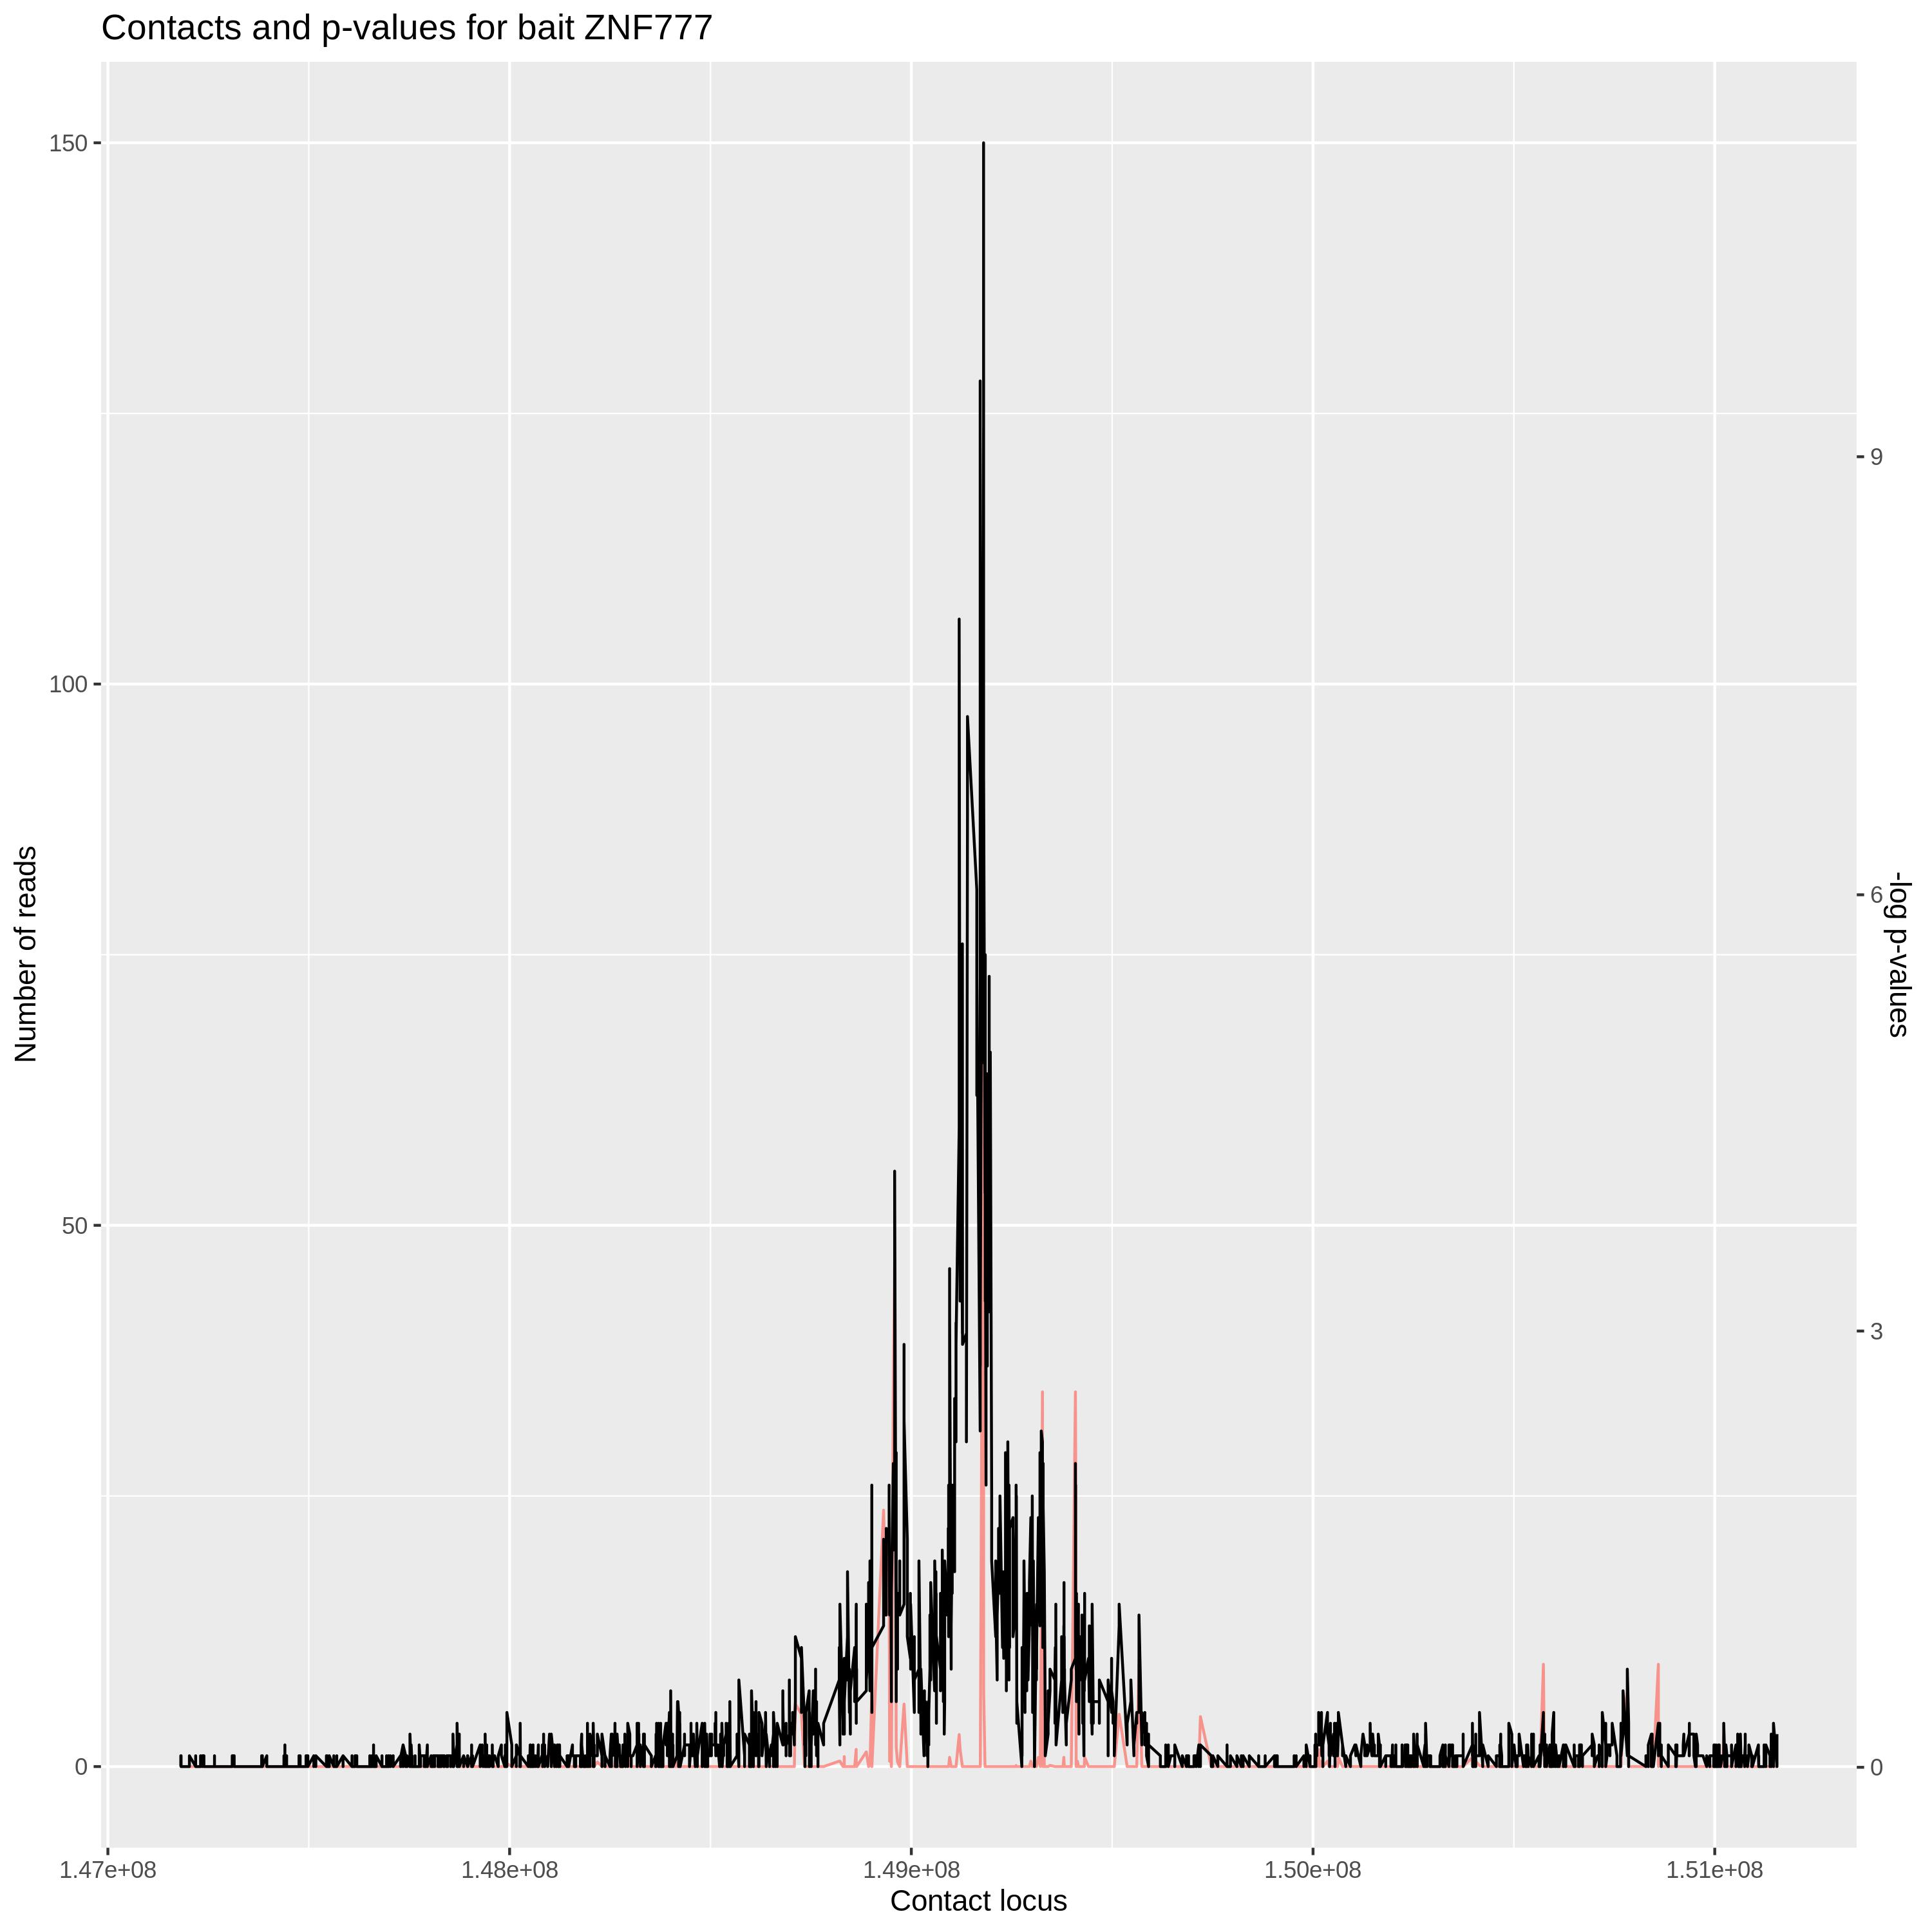 Contacts and p-values for bait ZNF777
150
100
50
0
Number of reads
9
6
3
0
-log p-values
1.47e+08 1.48e+08 1.49e+08 1.50e+08 1.51e+08
Contact locus